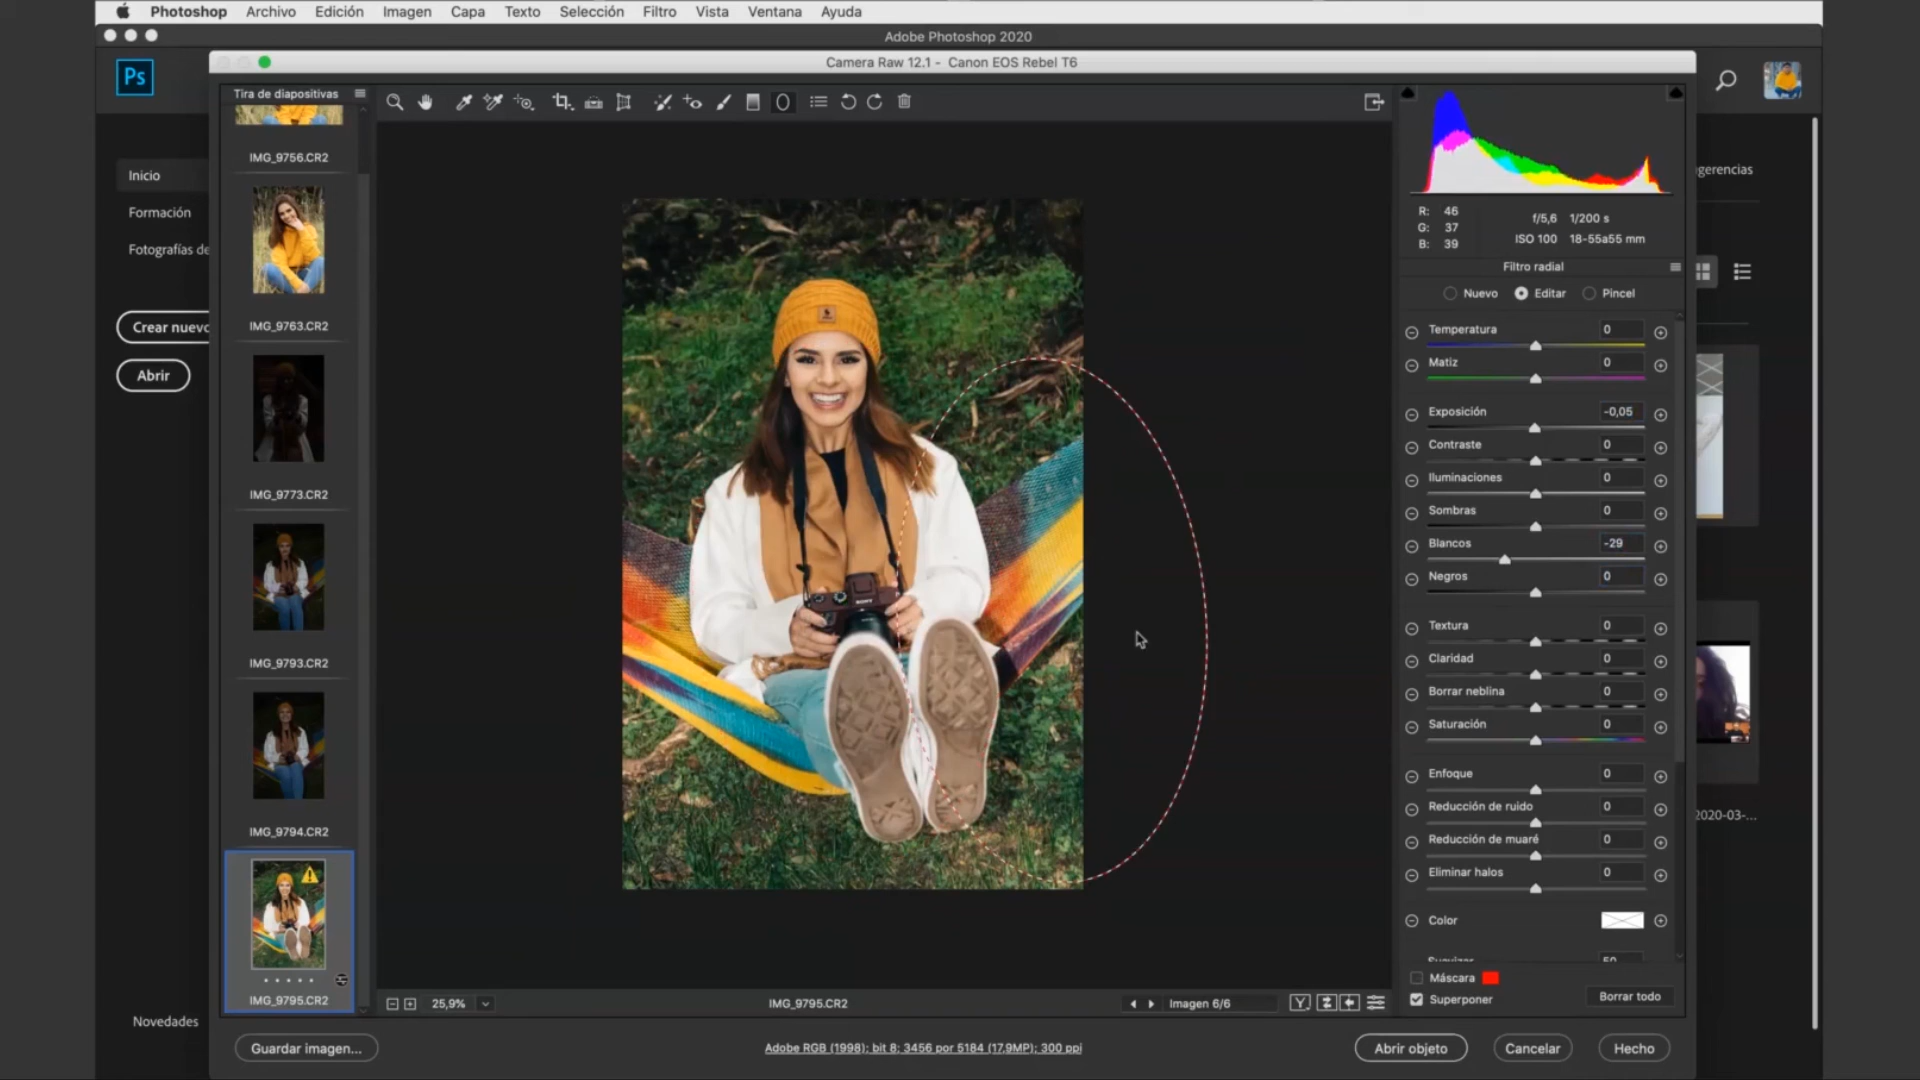 Photoshop Archivo Edición Imagen Capa Texto Selección Filtro Vista Ventana Ayuda
Adobe Photoshop 2020
Camera Raw 12.1 - Canon EOS Rebel T6
Ps
Tira de diapositivas
IMG_9756.CR2
IMG_9763.CR2
IMG_9773.CR2
IMG_9793.CR2
IMG_9794.CR2
IMG_9795.CR2
Inicio
Formación
Fotografías de
Crear nuevo
Abrir
Novedades
R: 46
G: 37
B: 39
f/5,6 1/200 s
ISO 100 18-55a55 mm
Filtro radial
Nuevo Editar Pincel
Temperatura 0
Matiz 0
Exposición -0,05
Contraste 0
Iluminaciones 0
Sombras 0
Blancos -29
Negros 0
Textura 0
Claridad 0
Borrar neblina 0
Saturación 0
Enfoque 0
Reducción de ruido 0
Reducción de muaré 0
Eliminar halos 0
Color
Suavizar 50
Máscara
Superponer
Borrar todo
gerencias
2020-03-...
25,9%
IMG_9795.CR2
Imagen 6/6
Guardar imagen...
Adobe RGB (1998); bit 8; 3456 por 5184 (17,9MP); 300 ppi
Abrir objeto
Cancelar
Hecho